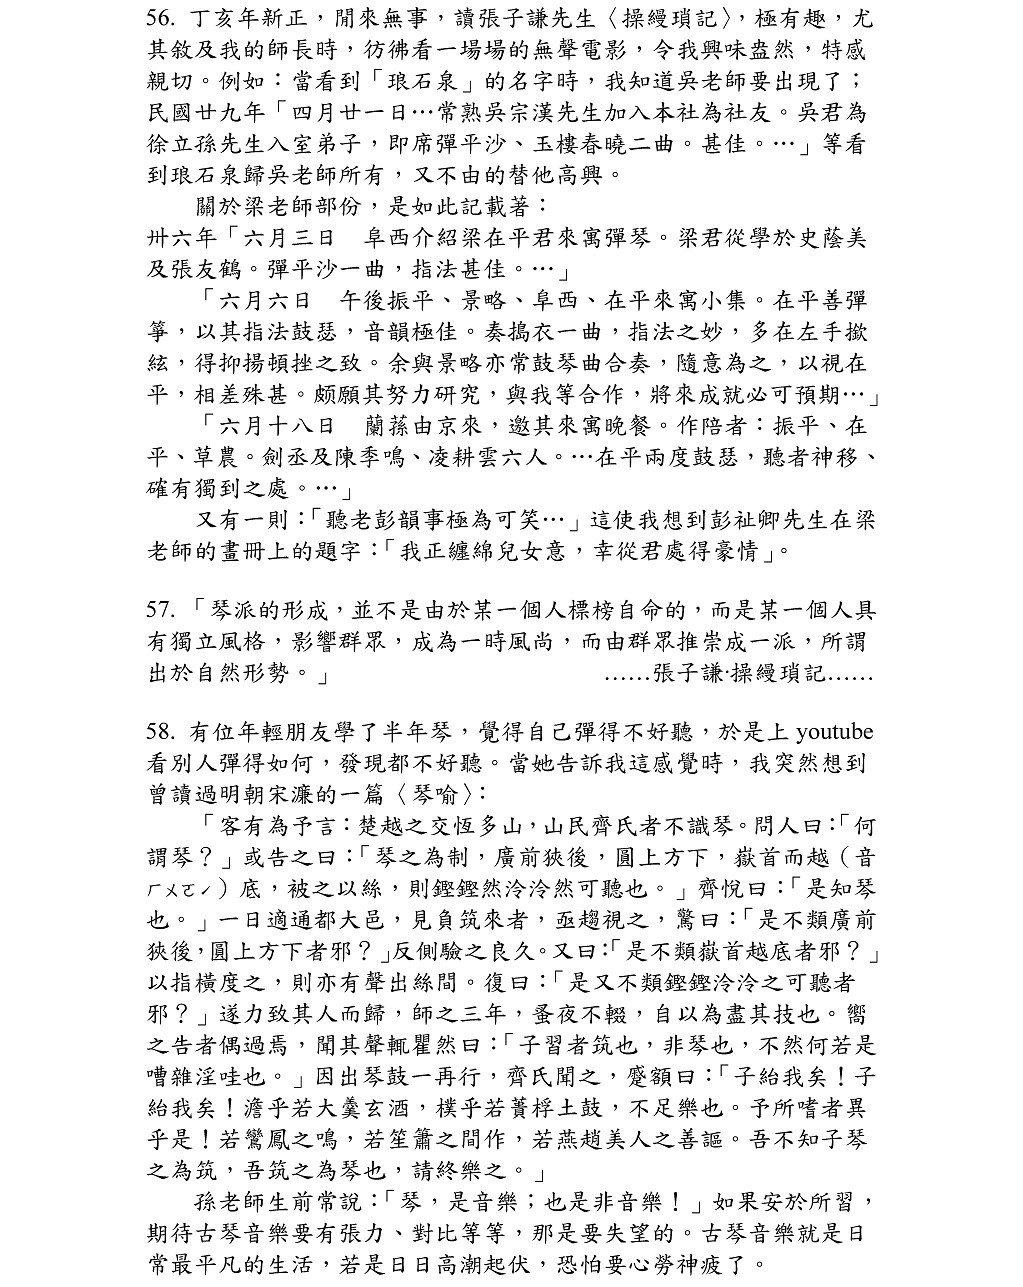 56. 丁亥年新正，閒來無事，讀張子謙先生〈操縵瑣記〉，極有趣，尤
其敘及我的師長時，彷彿看一場場的無聲電影，令我興味盎然，特感
親切。例如：當看到「琅石泉」的名字時，我知道吳老師要出現了；
民國廿九年「四月廿一日⋯常熟吳宗漢先生加入本社為社友。吳君為
徐立孫先生入室弟子，即席彈平沙、玉樓春曉二曲。甚佳。⋯」等看
到琅石泉歸吳老師所有，又不由的替他高興。
關於梁老師部份，是如此記載著：
卅六年「六月三日　阜西介紹梁在平君來寓彈琴。梁君從學於史蔭美
及張友鶴。彈平沙一曲，指法甚佳。⋯」
「六月六日　午後振平、景略、阜西、在平來寓小集。在平善彈
箏，以其指法鼓瑟，音韻極佳。奏搗衣一曲，指法之妙，多在左手撳
絃，得抑揚頓挫之致。余與景略亦常鼓琴曲合奏，隨意為之，以視在
平，相差殊甚。頗願其努力研究，與我等合作，將來成就必可預期⋯」
「六月十八日　蘭蓀由京來，邀其來寓晚餐。作陪者：振平、在
平、草農。劍丞及陳季鳴、凌耕雲六人。⋯在平兩度鼓瑟，聽者神移、
確有獨到之處。⋯」
又有一則：「聽老彭韻事極為可笑⋯」這使我想到彭祉卿先生在梁
老師的畫冊上的題字：「我正纏綿兒女意，幸從君處得豪情」。
57. 「琴派的形成，並不是由於某一個人標榜自命的，而是某一個人具
有獨立風格，影響群眾，成為一時風尚，而由群眾推崇成一派，所謂
出於自然形勢。」　……張子謙·操縵瑣記……
58. 有位年輕朋友學了半年琴，覺得自己彈得不好聽，於是上 youtube
看別人彈得如何，發現都不好聽。當她告訴我這感覺時，我突然想到
曾讀過明朝宋濂的一篇〈琴喻〉：
「客有為予言：楚越之交恆多山，山民齊氏者不識琴。問人曰：「何
謂琴？」或告之曰：「琴之為制，廣前狹後，圓上方下，嶽首而越（音
ㄏㄨㄛˊ）底，被之以絲，則鏗鏗然泠泠然可聽也。」齊悅曰：「是知琴
也。」一日適通都大邑，見負筑來者，亟趨視之，驚曰：「是不類廣前
狹後，圓上方下者邪？」反側驗之良久。又曰：「是不類嶽首越底者邪？」
以指橫度之，則亦有聲出絲間。復曰：「是又不類鏗鏗泠泠之可聽者
邪？」遂力致其人而歸，師之三年，蚤夜不輟，自以為盡其技也。嚮
之告者偶過焉，聞其聲輒瞿然曰：「子習者筑也，非琴也，不然何若是
嘈雜淫哇也。」因出琴鼓一再行，齊氏聞之，蹙額曰：「子紿我矣！子
紿我矣！澹乎若大羹玄酒，樸乎若蕢桴土鼓，不足樂也。予所嗜者異
乎是！若鸞鳳之鳴，若笙簫之間作，若燕趙美人之善謳。吾不知子琴
之為筑，吾筑之為琴也，請終樂之。」
孫老師生前常說：「琴，是音樂；也是非音樂！」如果安於所習，
期待古琴音樂要有張力、對比等等，那是要失望的。古琴音樂就是日
常最平凡的生活，若是日日高潮起伏，恐怕要心勞神疲了。